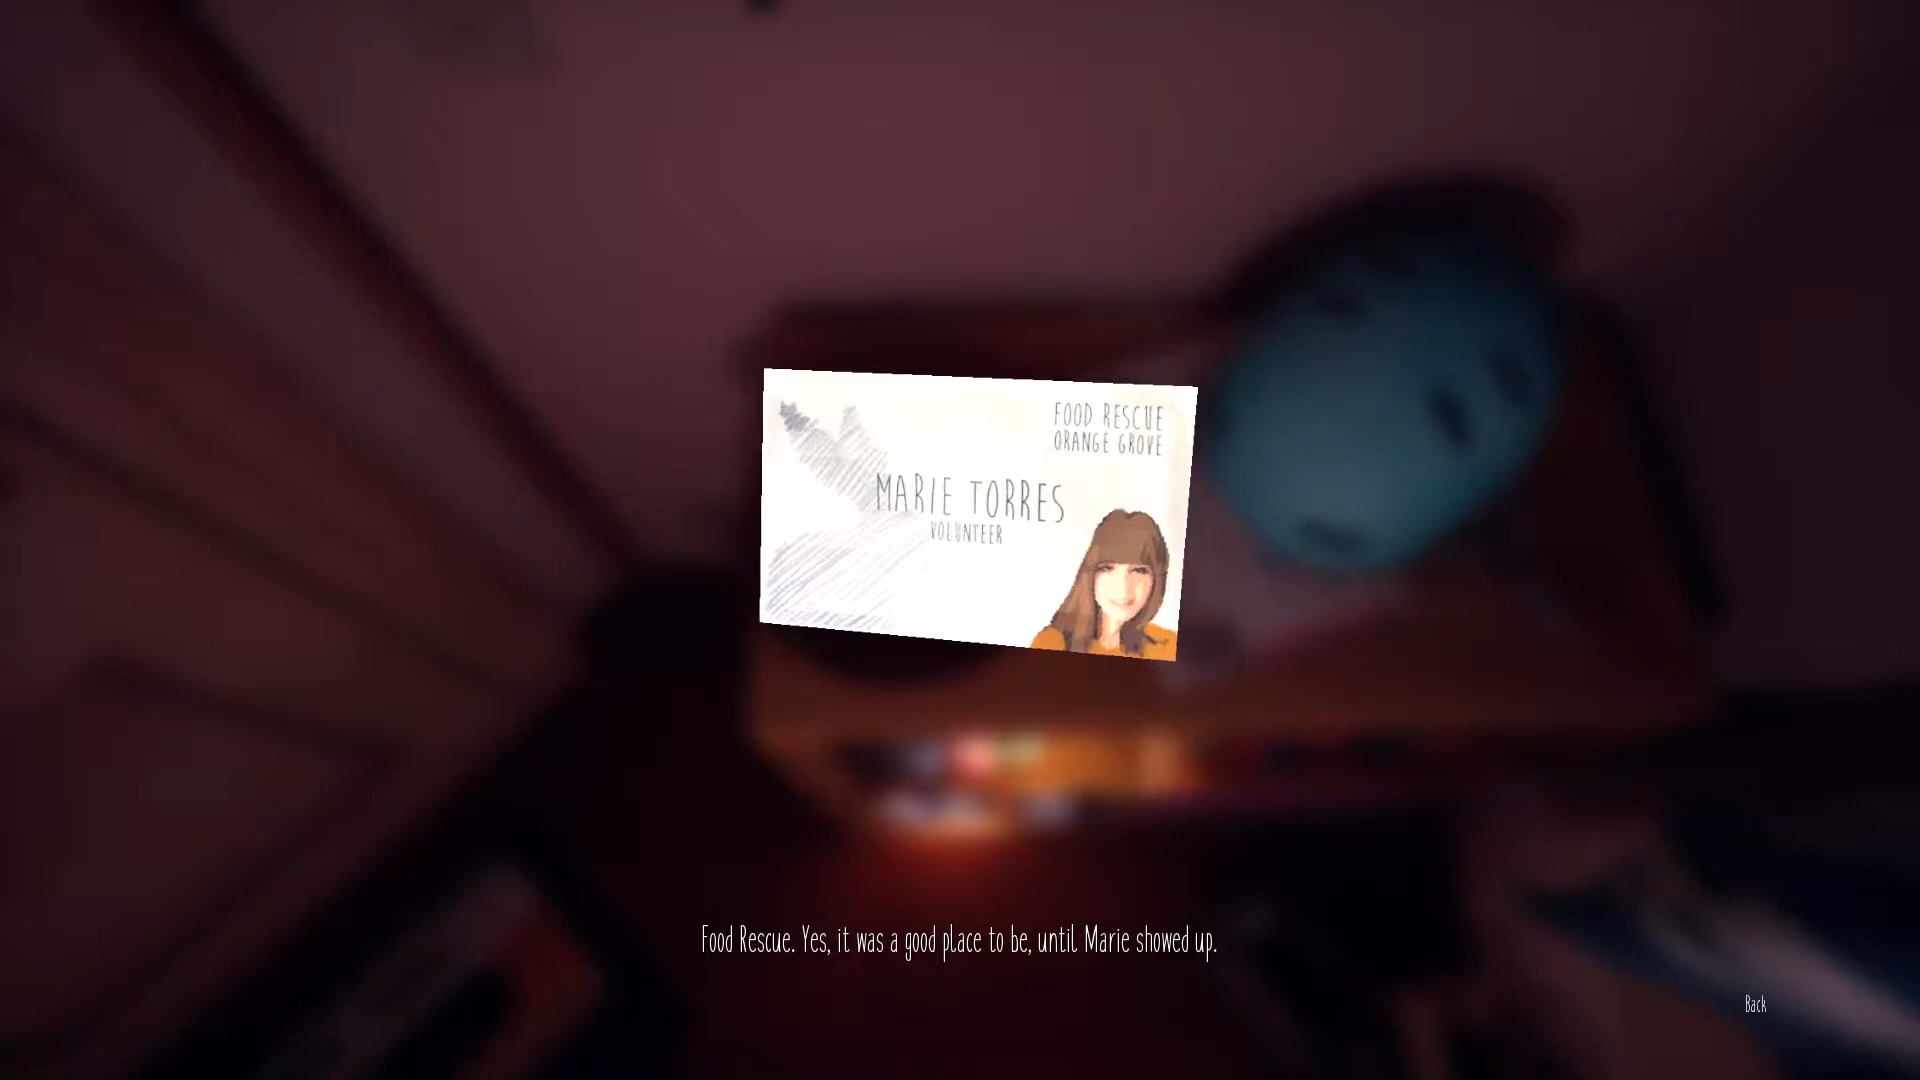 FOOD RESCUE
ORANGE GROVE
MARIE TORRES
VOLUNTEER
Food Rescue. Yes, it was a good place to be, until Marie showed up.
Back